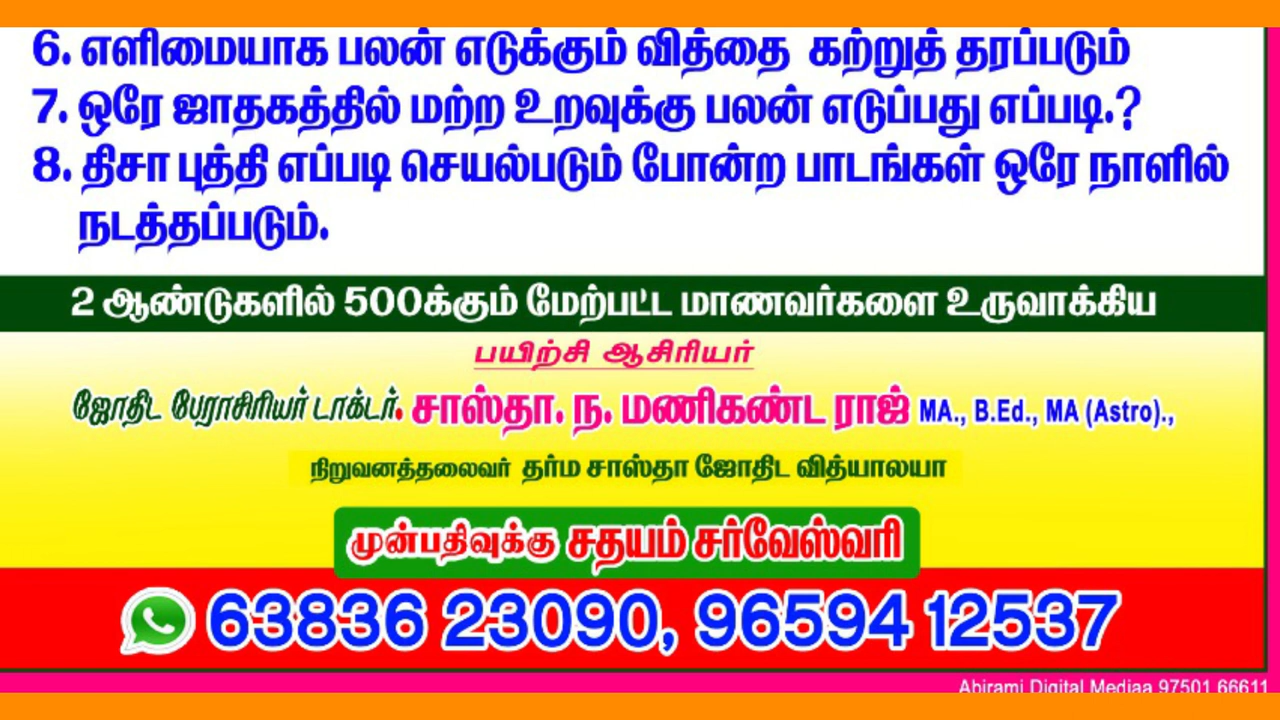 6. எளிமையாக பலன் எடுக்கும் வித்தை கற்றுத் தரப்படும்
7. ஒரே ஜாதகத்தில் மற்ற உறவுக்கு பலன் எடுப்பது எப்படி.?
8. திசா புத்தி எப்படி செயல்படும் போன்ற பாடங்கள் ஒரே நாளில்
நடத்தப்படும்.
2 ஆண்டுகளில் 500க்கும் மேற்பட்ட மாணவர்களை உருவாக்கிய
பயிற்சி ஆசிரியர்
ஜோதிட பேராசிரியர் டாக்டர். சாஸ்தா. ந. மணிகண்ட ராஜ் MA., B.Ed., MA (Astro).,
நிறுவனத்தலைவர் தர்ம சாஸ்தா ஜோதிட வித்யாலயா
முன்பதிவுக்கு சதயம் சர்வேஸ்வரி
63836 23090, 96594 12537
Abirami Digital Mediaa 97501 66611